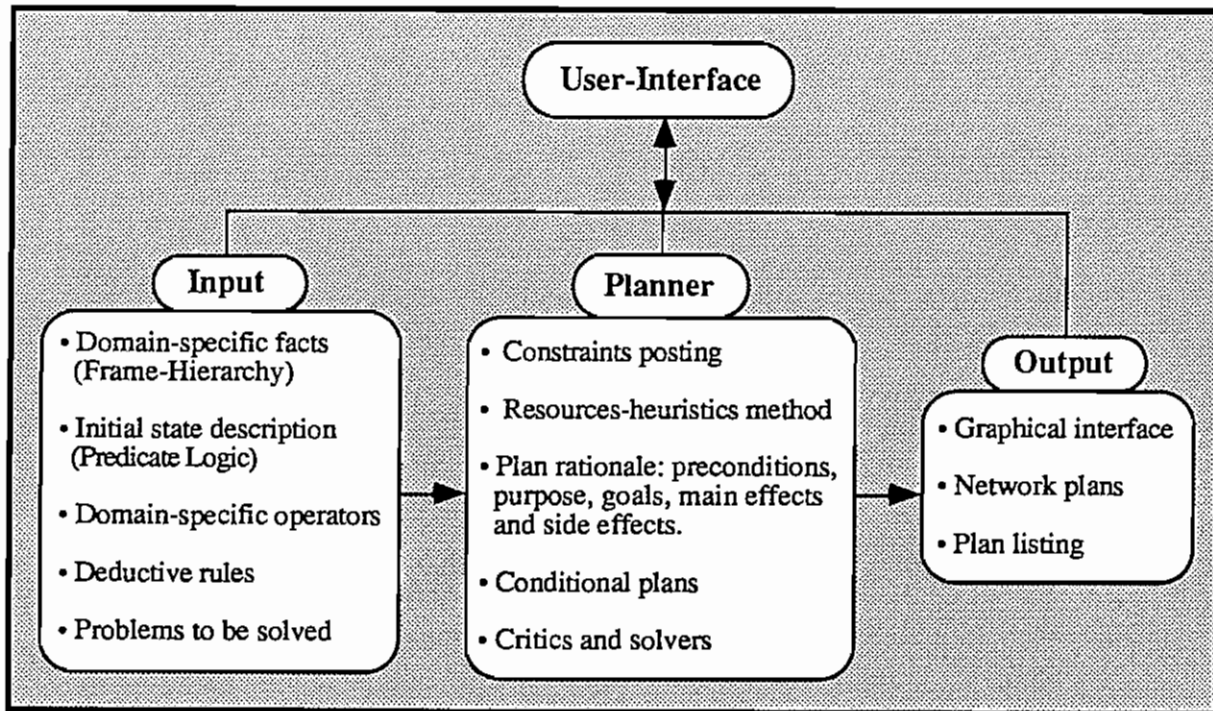 User-Interface
Input
• Domain-specific facts
(Frame-Hierarchy)
• Initial state description
(Predicate Logic)
• Domain-specific operators
• Deductive rules
• Problems to be solved
Planner
• Constraints posting
• Resources-heuristics method
• Plan rationale: preconditions,
purpose, goals, main effects
and side effects.
• Conditional plans
• Critics and solvers
Output
• Graphical interface
• Network plans
• Plan listing